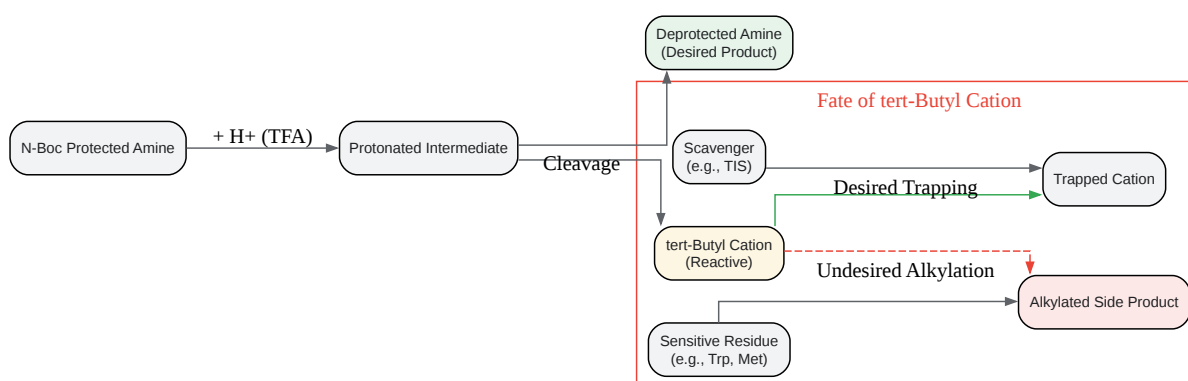 Deprotected Amine
(Desired Product)
Fate of tert-Butyl Cation
N-Boc Protected Amine
+ H+ (TFA)
Protonated Intermediate
Cleavage
Scavenger
(e.g., TIS)
Trapped Cation
Desired Trapping
tert-Butyl Cation
(Reactive)
Undesired Alkylation
Alkylated Side Product
Sensitive Residue
(e.g., Trp, Met)